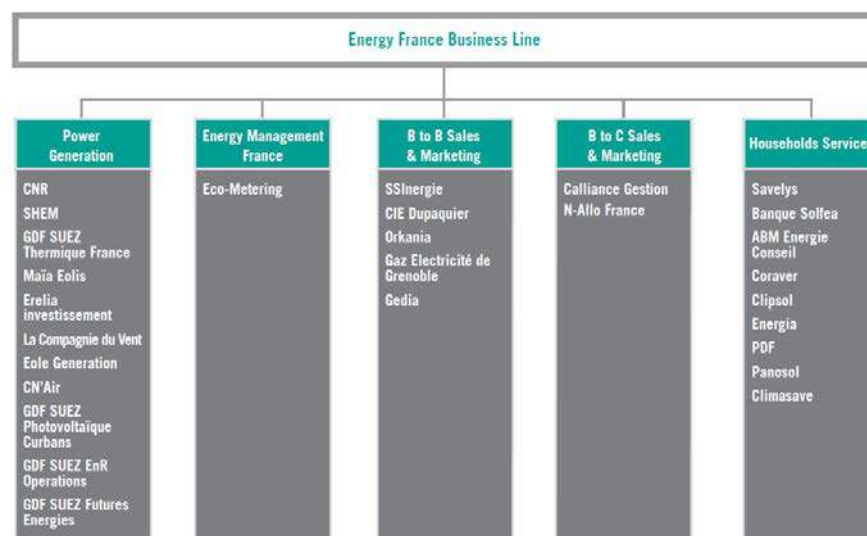 Energy France Business Line
Power
Generation
CNR
SHEM
GDF SUEZ
Thermique France
Maïa Eolis
Erelia
investissement
La Compagnie du Vent
Eole Generation
CN'Air
GDF SUEZ
Photovoltaïque
Curbans
GDF SUEZ EnR
Operations
GDF SUEZ Futures
Energies
Energy Management
France
Eco-Metering
B to B Sales
& Marketing
SSInergie
CIE Dupaquier
Orkania
Gaz Electricité de
Grenoble
Gedia
B to C Sales
& Marketing
Calliance Gestion
N-Allo France
Households Service
Savelys
Banque Solfea
ABM Energie
Conseil
Coraver
Clipsol
Energia
PDF
Panosol
Climasave